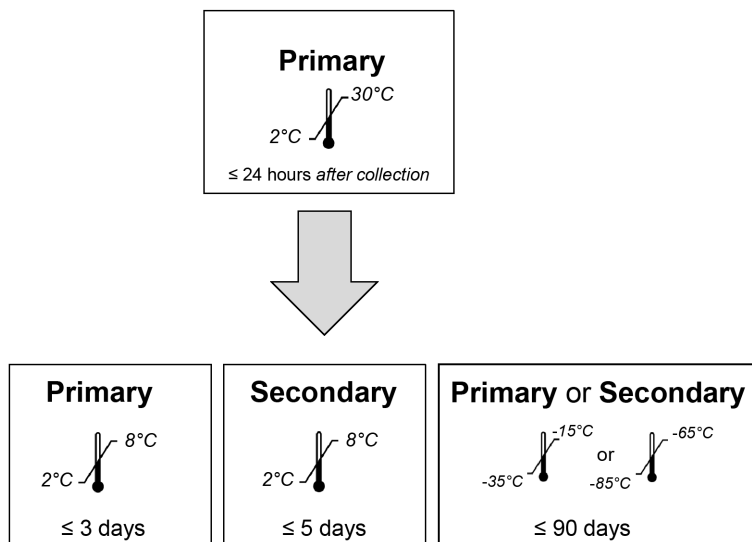 Primary
30°C
2°C
≤ 24 hours after collection
Primary
8°C
2°C
≤ 3 days
Secondary
8°C
2°C
≤ 5 days
Primary or Secondary
-15°C
-35°C
or
-65°C
-85°C
≤ 90 days